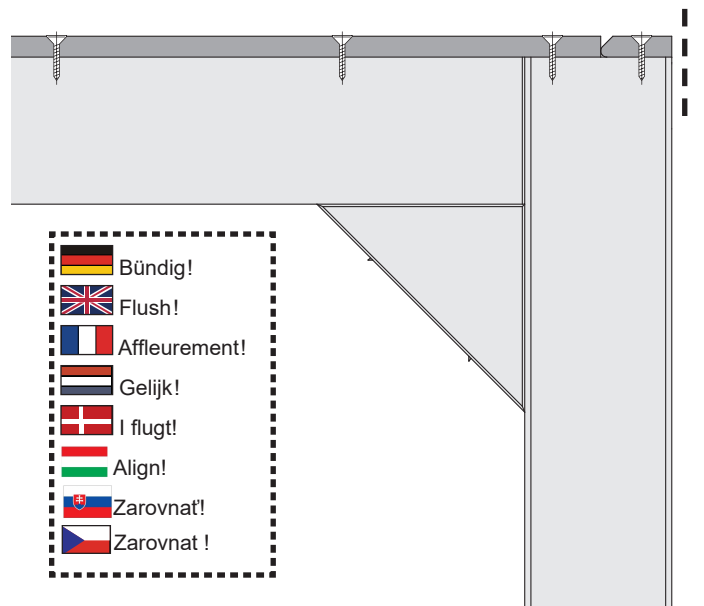 Bündig!
Flush!
Affleurement!
Gelijk!
I flugt!
Align!
Zarovnať!
Zarovnat !